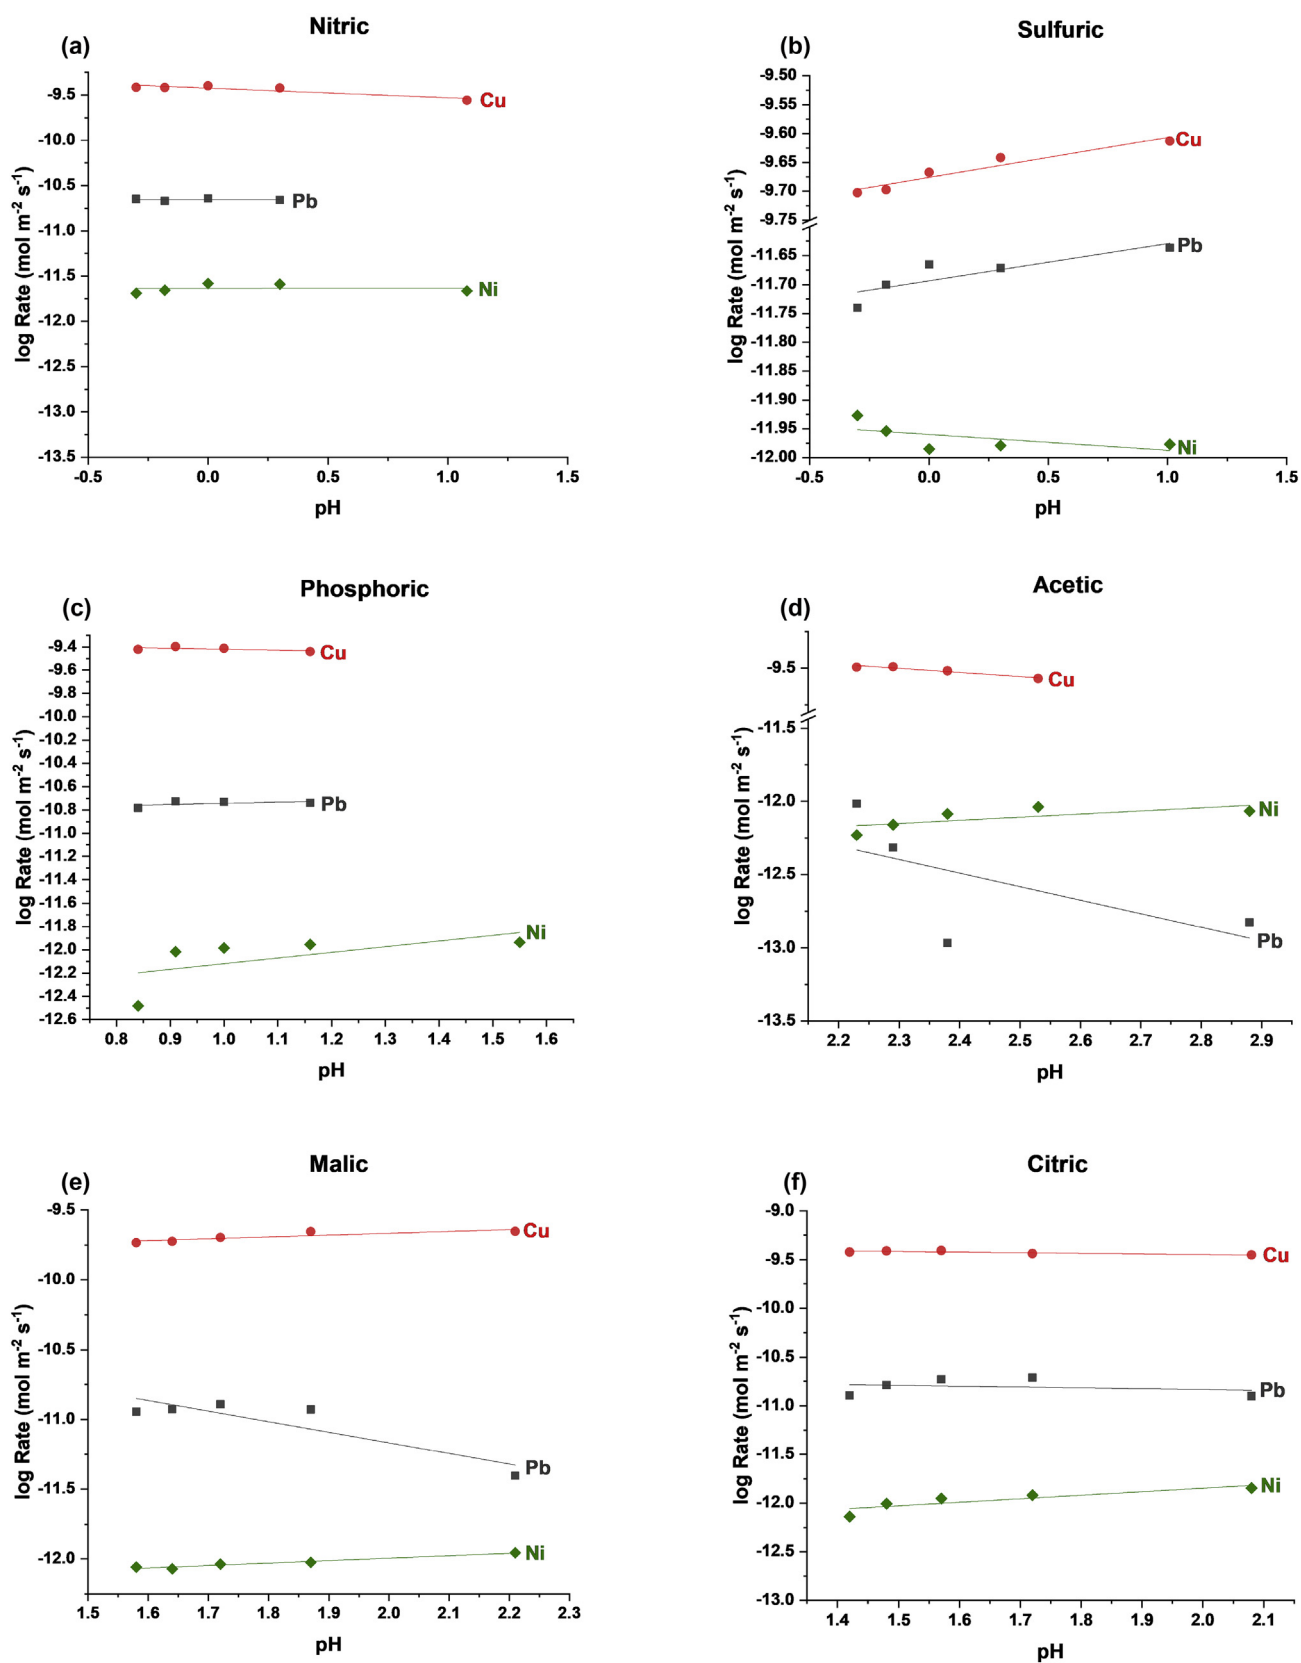 Nitric
(a)
-9.5
-10.0
-10.5
-11.0
-11.5
-12.0
-12.5
-13.0
-13.5
log Rate (mol m-2 s-1)
Cu
Pb
Ni
-0.5 0.0 0.5 1.0 1.5
pH
Sulfuric
(b)
-9.50
-9.55
-9.60
-9.65
-9.70
-9.75
-11.65
-11.70
-11.75
-11.80
-11.85
-11.90
-11.95
-12.00
log Rate (mol m-2 s-1)
Cu
Pb
Ni
-0.5 0.0 0.5 1.0 1.5
pH
Phosphoric
(c)
-9.4
-9.6
-9.8
-10.0
-10.2
-10.4
-10.6
-10.8
-11.0
-11.2
-11.4
-11.6
-11.8
-12.0
-12.2
-12.4
-12.6
log Rate (mol m-2 s-1)
Cu
Pb
Ni
0.8 0.9 1.0 1.1 1.2 1.3 1.4 1.5 1.6
pH
Acetic
(d)
-9.5
-11.5
-12.0
-12.5
-13.0
-13.5
log Rate (mol m-2 s-1)
Cu
Ni
Pb
2.2 2.3 2.4 2.5 2.6 2.7 2.8 2.9
pH
Malic
(e)
-9.5
-10.0
-10.5
-11.0
-11.5
-12.0
log Rate (mol m-2 s-1)
Cu
Pb
Ni
1.5 1.6 1.7 1.8 1.9 2.0 2.1 2.2 2.3
pH
Citric
(f)
-9.0
-9.5
-10.0
-10.5
-11.0
-11.5
-12.0
-12.5
-13.0
log Rate (mol m-2 s-1)
Cu
Pb
Ni
1.4 1.5 1.6 1.7 1.8 1.9 2.0 2.1
pH